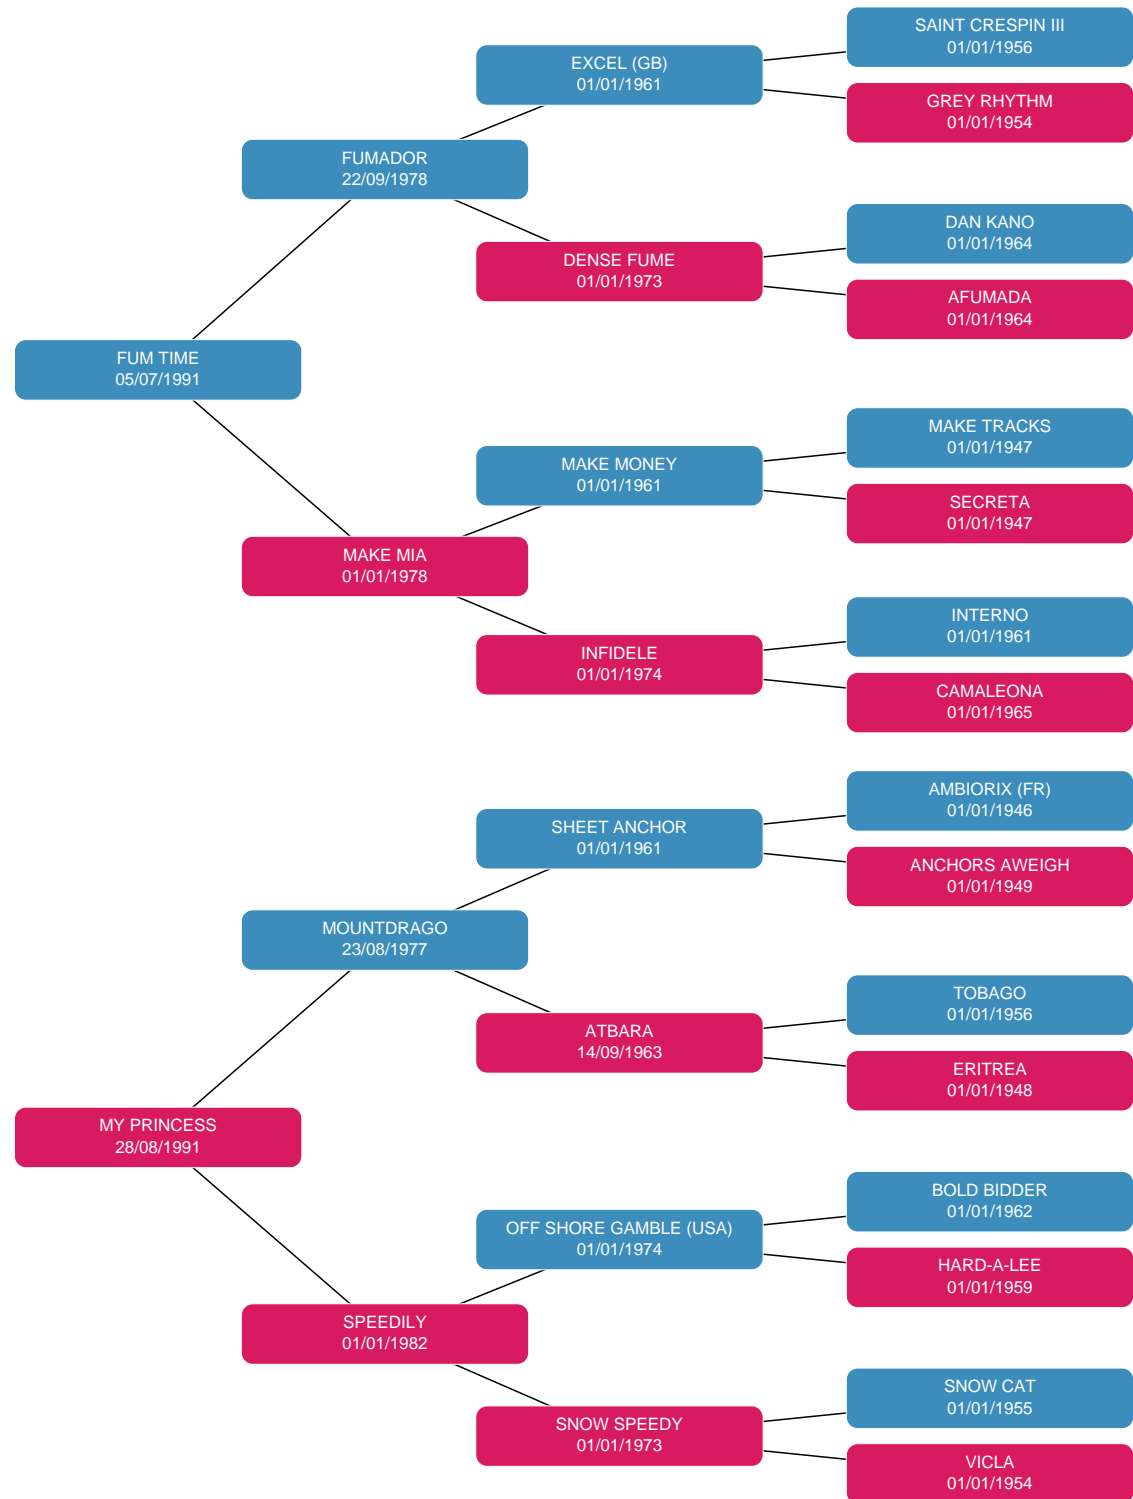 SAINT CRESPIN III
01/01/1956
EXCEL (GB)
01/01/1961
GREY RHYTHM
01/01/1954
FUMADOR
22/09/1978
DAN KANO
01/01/1964
DENSE FUME
01/01/1973
AFUMADA
01/01/1964
FUM TIME
05/07/1991
MAKE TRACKS
01/01/1947
MAKE MONEY
01/01/1961
SECRETA
01/01/1947
MAKE MIA
01/01/1978
INTERNO
01/01/1961
INFIDELE
01/01/1974
CAMALEONA
01/01/1965
AMBIORIX (FR)
01/01/1946
SHEET ANCHOR
01/01/1961
ANCHORS AWEIGH
01/01/1949
MOUNTDRAGO
23/08/1977
TOBAGO
01/01/1956
ATBARA
14/09/1963
ERITREA
01/01/1948
MY PRINCESS
28/08/1991
BOLD BIDDER
01/01/1962
OFF SHORE GAMBLE (USA)
01/01/1974
HARD-A-LEE
01/01/1959
SPEEDILY
01/01/1982
SNOW CAT
01/01/1955
SNOW SPEEDY
01/01/1973
VICLA
01/01/1954